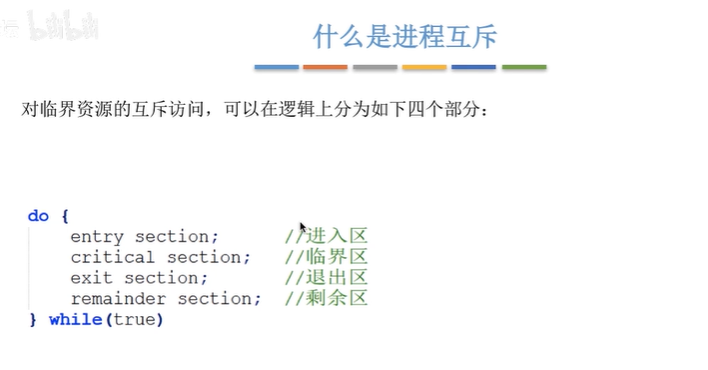 什么是进程互斥
对临界资源的互斥访问，可以在逻辑上分为如下四个部分：
do {
entry section; //进入区
critical section; //临界区
exit section; //退出区
remainder section; //剩余区
} while(true)